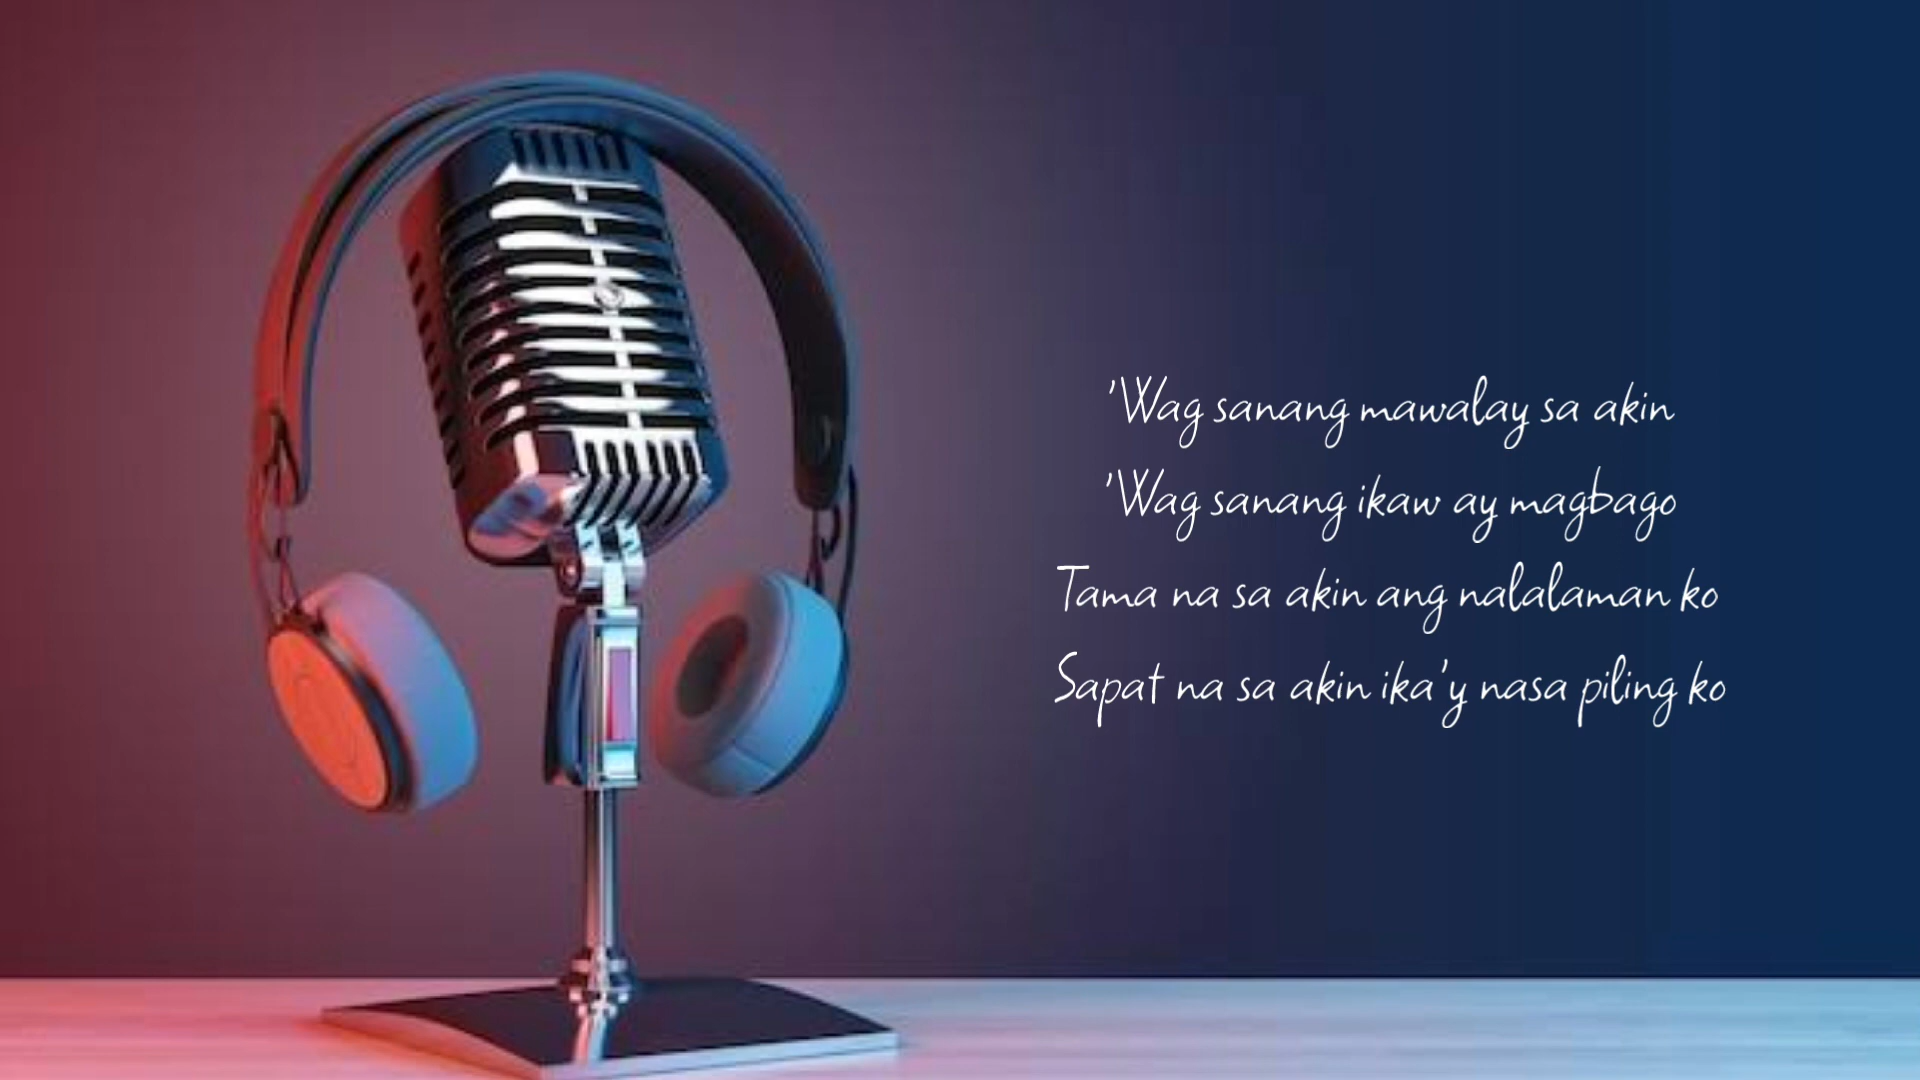 'Wag sanang mawalay sa akin
'Wag sanang ikaw ay magbago
Tama na sa akin ang nalalaman ko
Sapat na sa akin ika'y nasa piling ko